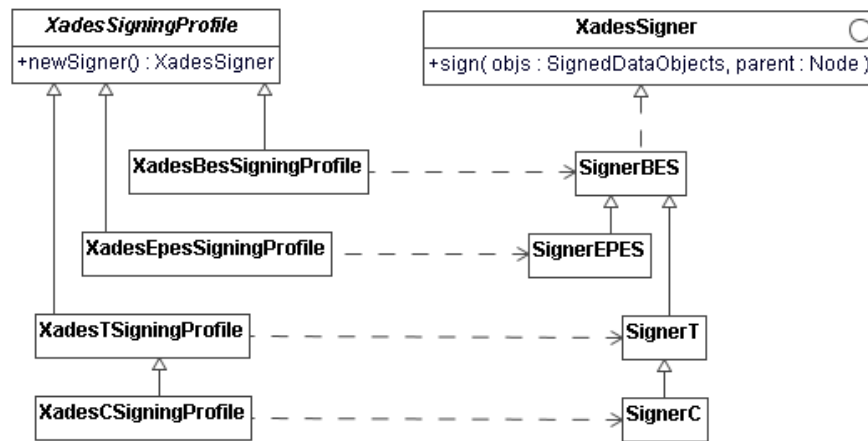 XadesSigningProfile
+newSigner() : XadesSigner
XadesSigner
+sign( objs : SignedDataObjects, parent : Node )
XadesBesSigningProfile
SignerBES
XadesEpesSigningProfile
SignerEPES
XadesTSigningProfile
SignerT
XadesCSigningProfile
SignerC